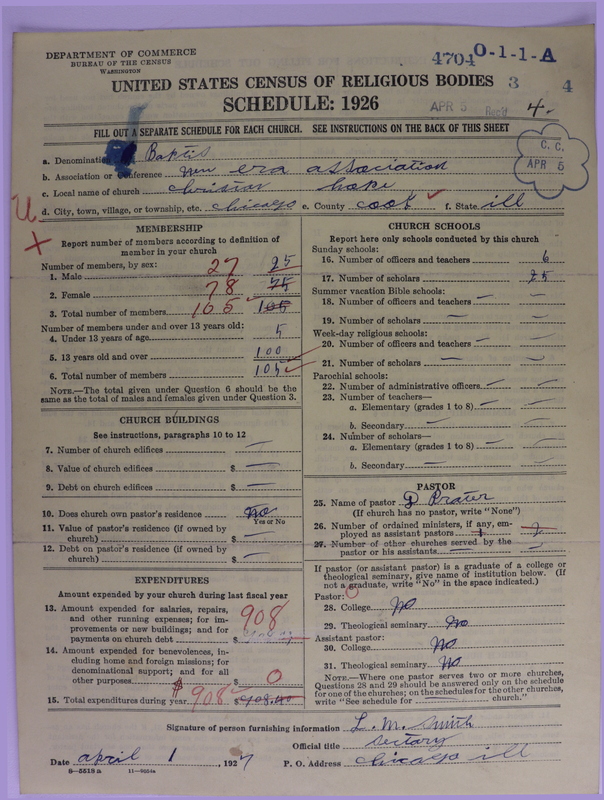 DEPARTMENT OF COMMERCE
BUREAU OF THE CENSUS
WASHINGTON
4704 O-1-1-A
UNITED STATES CENSUS OF RELIGIOUS BODIES 3 4
SCHEDULE: 1926
APR 5 Rec'd 4-
FILL OUT A SEPARATE SCHEDULE FOR EACH CHURCH. SEE INSTRUCTIONS ON THE BACK OF THIS SHEET
C. C.
APR 5
a. Denomination Baptis
b. Association or conference new era association
c. Local name of church hope
d. City, town, village, or township, etc. chicago e. County cook f. State ill
MEMBERSHIP
Report number of members according to definition of
member in your church
Number of members, by sex:
1. Male 27 25
2. Female 78 75
3. Total number of members 105 105
Number of members under and over 13 years old:
4. Under 13 years of age 5
5. 13 years old and over 100
6. Total number of members 105
NOTE.—The total given under Question 6 should be the
same as the total of males and females given under Question 3.
CHURCH BUILDINGS
See instructions, paragraphs 10 to 12
7. Number of church edifices —
8. Value of church edifices $ —
9. Debt on church edifices $ —
10. Does church own pastor's residence no
Yes or No
11. Value of pastor's residence (if owned by
church) $ —
12. Debt on pastor's residence (if owned by
church) $ —
EXPENDITURES
Amount expended by your church during last fiscal year
13. Amount expended for salaries, repairs,
and other running expenses; for im-
provements or new buildings; and for
payments on church debt $ 908
14. Amount expended for benevolences, in-
cluding home and foreign missions; for
denominational support; and for all
other purposes $ 0
15. Total expenditures during year $ 908 $908.00
CHURCH SCHOOLS
Report here only schools conducted by this church
Sunday schools:
16. Number of officers and teachers 6
17. Number of scholars 25
Summer vacation Bible schools:
18. Number of officers and teachers — —
19. Number of scholars — —
Week-day religious schools:
20. Number of officers and teachers — —
21. Number of scholars — —
Parochial schools:
22. Number of administrative officers — —
23. Number of teachers—
a. Elementary (grades 1 to 8) — —
b. Secondary — —
24. Number of scholars—
a. Elementary (grades 1 to 8) — —
b. Secondary — —
PASTOR
25. Name of pastor D Prater
(If church has no pastor, write "None")
26. Number of ordained ministers, if any, em-
ployed as assistant pastors 1
27. Number of other churches served by the
pastor or his assistants —
If pastor (or assistant pastor) is a graduate of a college or
theological seminary, give name of institution below. (If
not a graduate, write "No" in the space indicated.)
Pastor: 0
28. College no
29. Theological seminary No
Assistant pastor:
30. College No
31. Theological seminary No
NOTE.—Where one pastor serves two or more churches,
Questions 28 and 29 should be answered only on the schedule
for one of the churches; on the schedules for the other churches,
write "See schedule for church."
Signature of person furnishing information L. M. Smith
Official title Sectary
Date april 1, 1927 P. O. Address chicago ill
8-5518 a 11-9034a